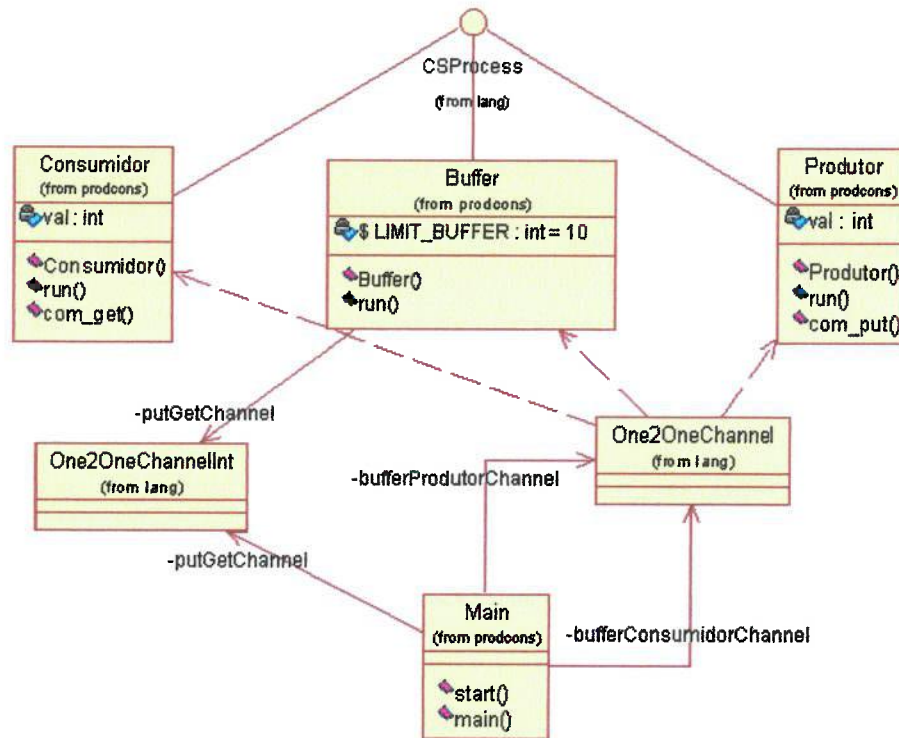 CSProcess
(from lang)
Consumidor
(from prodcons)
val : int
Consumidor()
run()
com_get()
Buffer
(from prodcons)
$ LIMIT_BUFFER : int = 10
Buffer()
run()
Produtor
(from prodcons)
val : int
Produtor()
run()
com_put()
-putGetChannel
One2OneChannelInt
(from lang)
One2OneChannel
(from lang)
-bufferProdutorChannel
-putGetChannel
Main
(from prodcons)
start()
main()
-bufferConsumidorChannel